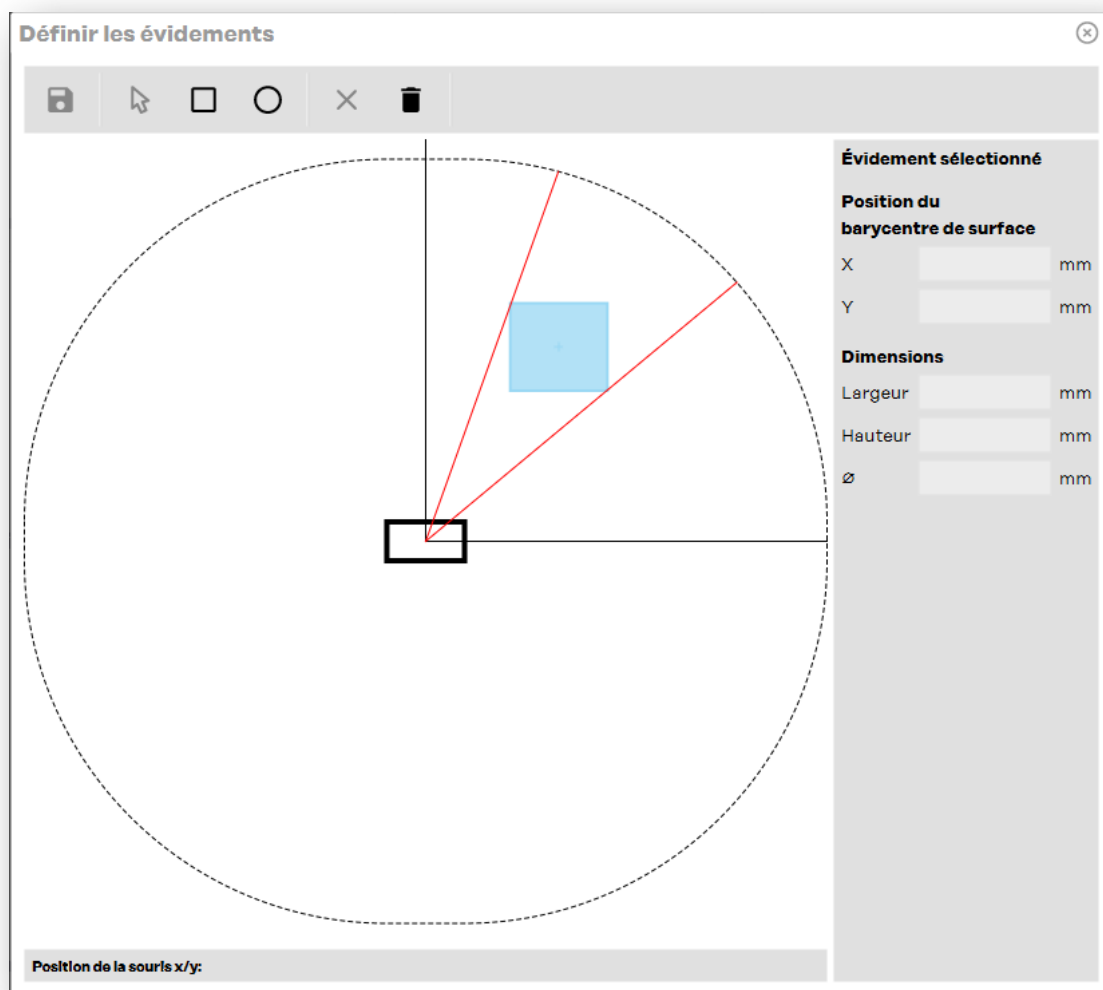 Définir les évidements
Évidement sélectionné
Position du
barycentre de surface
X mm
Y mm
Dimensions
Largeur mm
Hauteur mm
⌀ mm
Position de la souris x/y: